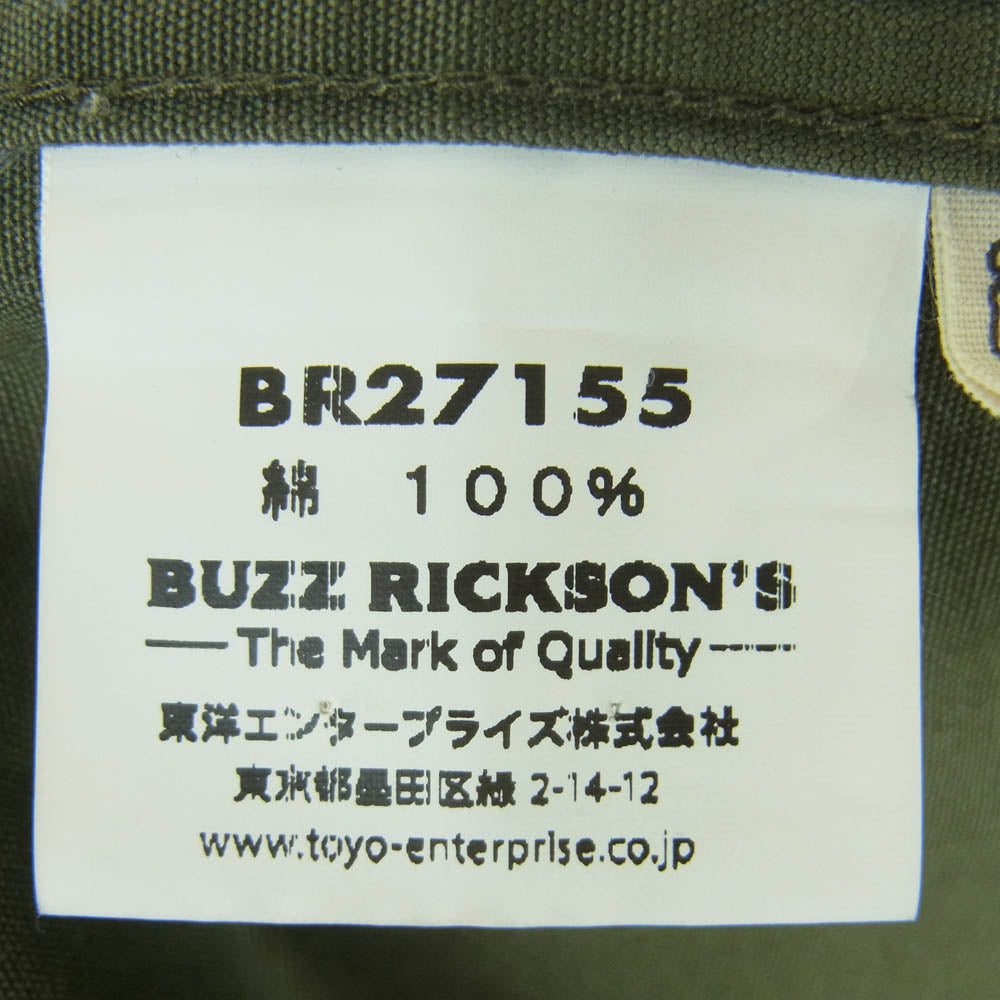 BR27155
綿 100%
BUZZ RICKSON'S
The Mark of Quality
東洋エンタープライズ株式会社
東京都墨田区緑 2-14-12
www.toyo-enterprise.co.jp